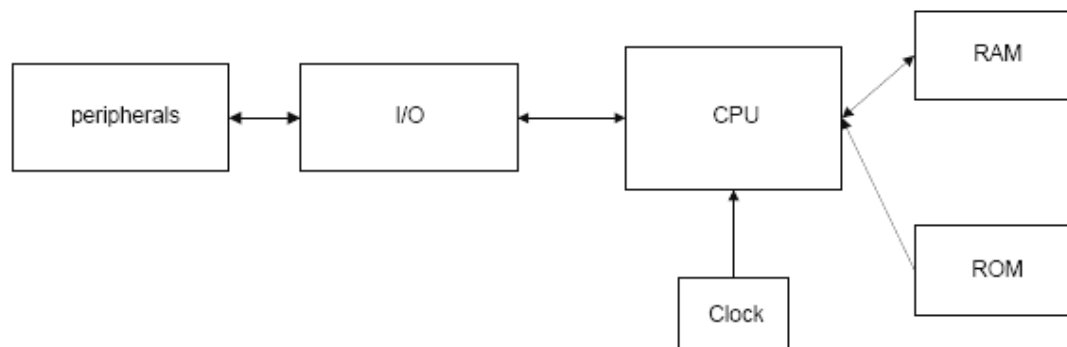 peripherals
I/O
CPU
RAM
ROM
Clock